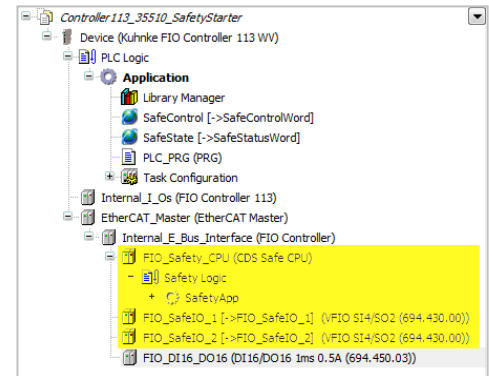 Controller113_35510_SafetyStarter
Device (Kuhnke FIO Controller 113 WV)
PLC Logic
Application
Library Manager
SafeControl [->SafeControlWord]
SafeState [->SafeStatusWord]
PLC_PRG (PRG)
Task Configuration
Internal_I_Os (FIO Controller 113)
EtherCAT_Master (EtherCAT Master)
Internal_E_Bus_Interface (FIO Controller)
FIO_Safety_CPU (CDS Safe CPU)
Safety Logic
SafetyApp
FIO_SafeIO_1 [->FIO_SafeIO_1] (VFIO SI4/SO2 (694.430.00))
FIO_SafeIO_2 [->FIO_SafeIO_2] (VFIO SI4/SO2 (694.430.00))
FIO_DI16_DO16 (DI16/DO16 1ms 0.5A (694.450.03))